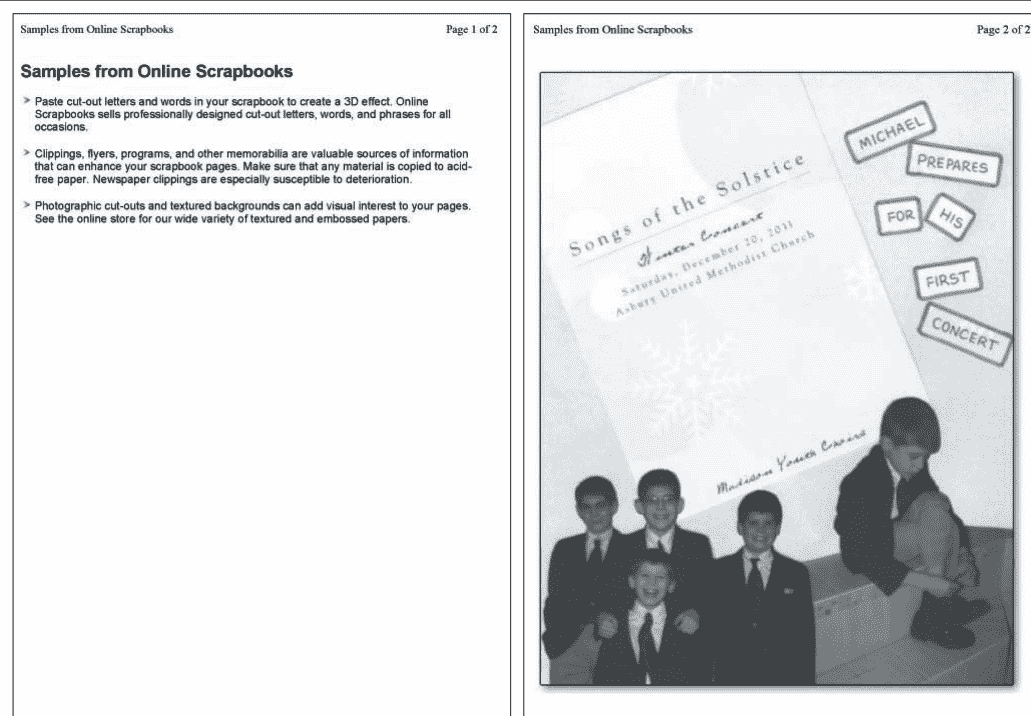 Samples from Online Scrapbooks
Page 1 of 2
Samples from Online Scrapbooks
➢ Paste cut-out letters and words in your scrapbook to create a 3D effect. Online
Scrapbooks sells professionally designed cut-out letters, words, and phrases for all
occasions.
➢ Clippings, flyers, programs, and other memorabilia are valuable sources of information
that can enhance your scrapbook pages. Make sure that any material is copied to acid-
free paper. Newspaper clippings are especially susceptible to deterioration.
➢ Photographic cut-outs and textured backgrounds can add visual interest to your pages.
See the online store for our wide variety of textured and embossed papers.
Samples from Online Scrapbooks
Page 2 of 2
MICHAEL
PREPARES
FOR
HIS
FIRST
CONCERT
Songs of the Solstice
Winter Concert
Saturday, December 20, 2011
Asbury United Methodist Church
Madison Youth Choirs